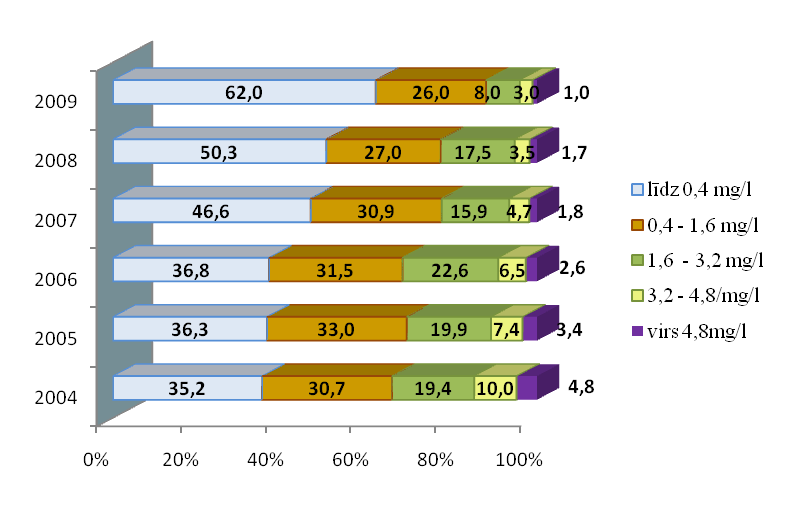 2009 62,0 26,0 8,0 3,0 1,0
2008 50,3 27,0 17,5 3,5 1,7
2007 46,6 30,9 15,9 4,7 1,8
2006 36,8 31,5 22,6 6,5 2,6
2005 36,3 33,0 19,9 7,4 3,4
2004 35,2 30,7 19,4 10,0 4,8
0% 20% 40% 60% 80% 100%
līdz 0,4 mg/l
0,4 - 1,6 mg/l
1,6 - 3,2 mg/l
3,2 - 4,8/mg/l
virs 4,8mg/l